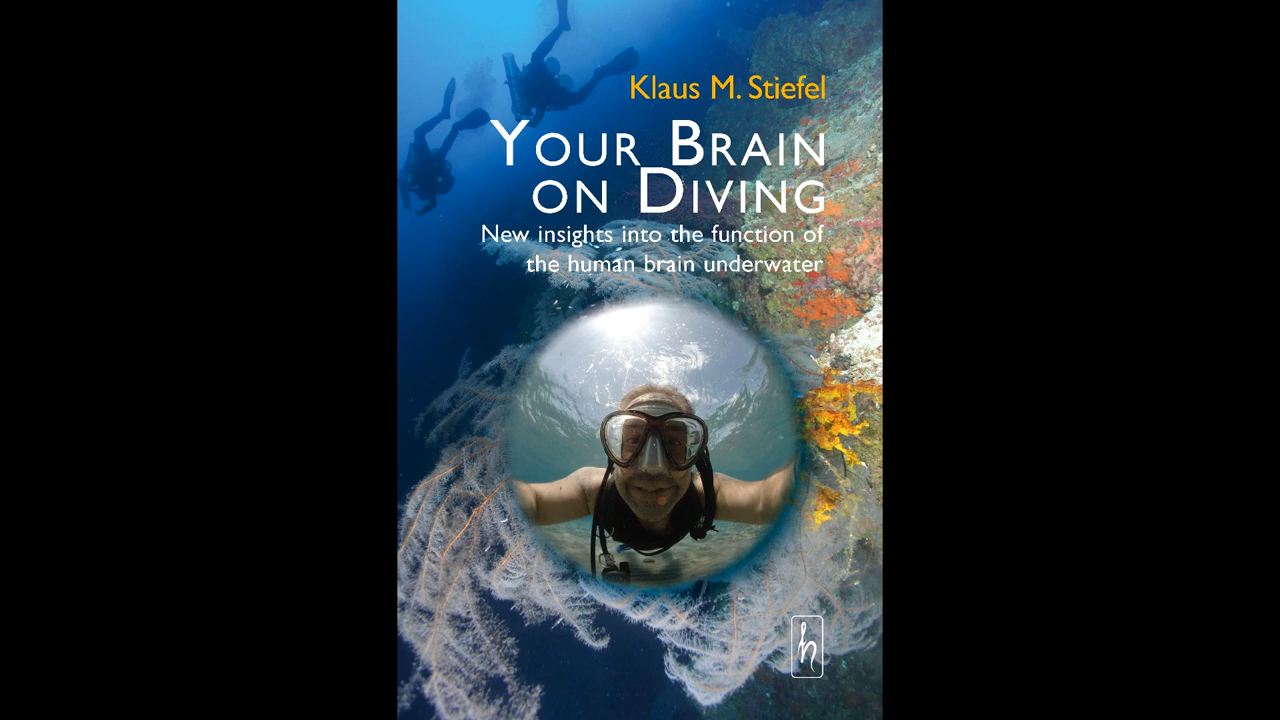 Klaus M. Stiefel
YOUR BRAIN
ON DIVING
New insights into the function of
the human brain underwater
h